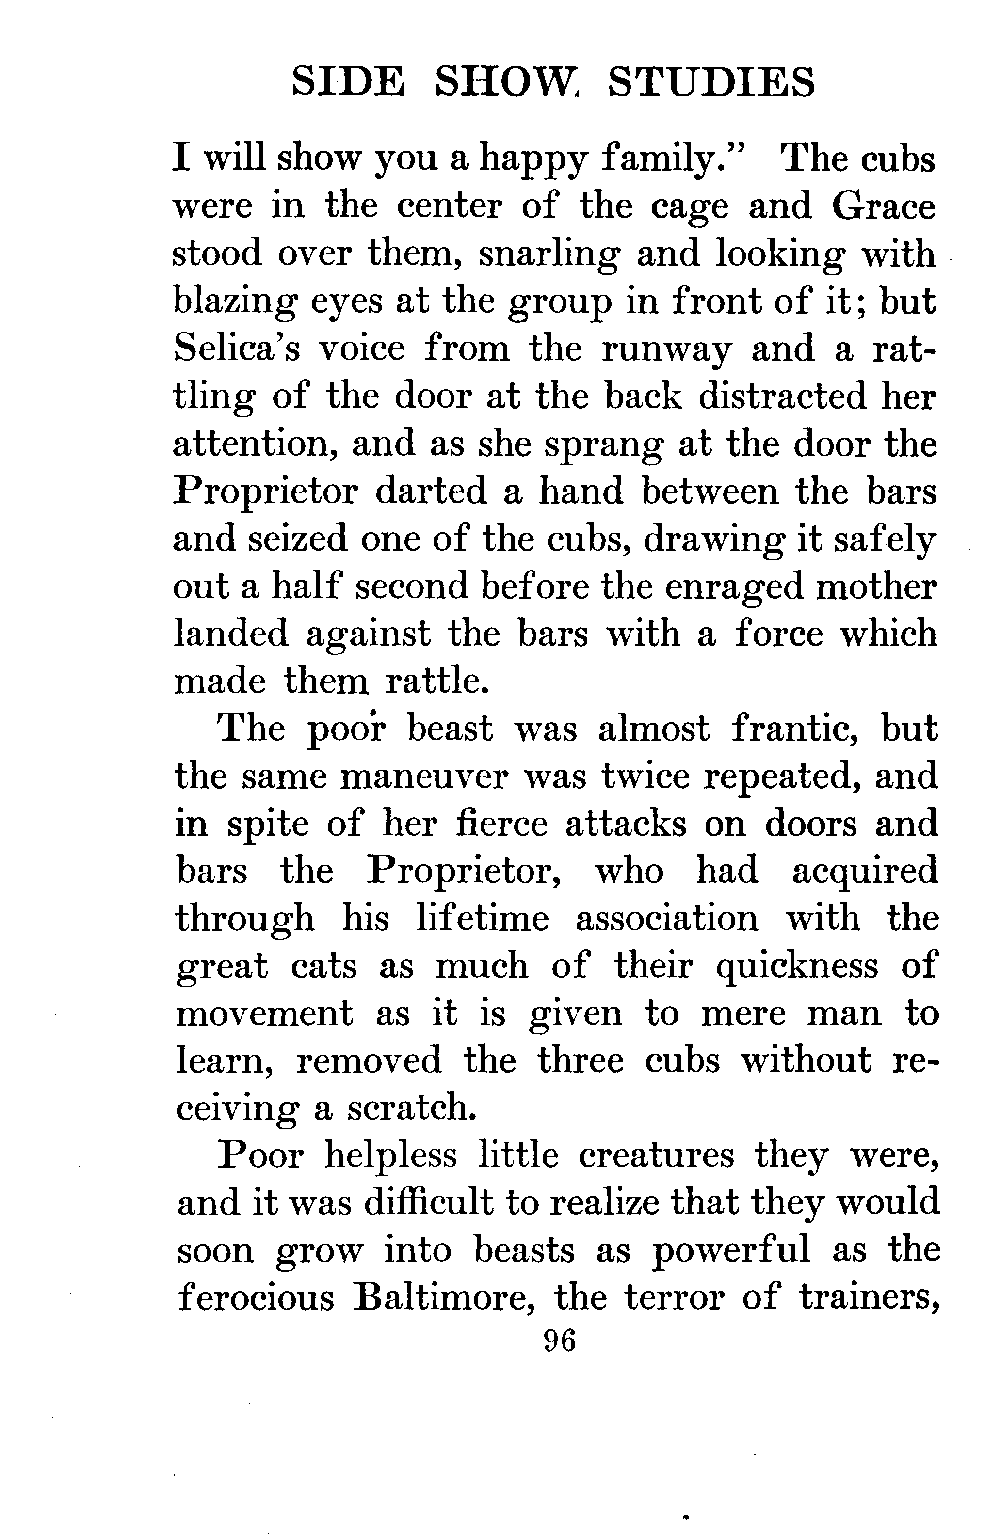 SIDE SHOW STUDIES
I will show you a happy family.” The cubs
were in the center of the cage and Grace
stood over them, snarling and looking with
blazing eyes at the group in front of it; but
Selica’s voice from the runway and a rat-
tling of the door at the back distracted her
attention, and as she sprang at the door the
Proprietor darted a hand between the bars
and seized one of the cubs, drawing it safely
out a half second before the enraged mother
landed against the bars with a force which
made them rattle.
The poor beast was almost frantic, but
the same maneuver was twice repeated, and
in spite of her fierce attacks on doors and
bars the Proprietor, who had acquired
through his lifetime association with the
great cats as much of their quickness of
movement as it is given to mere man to
learn, removed the three cubs without re-
ceiving a scratch.
Poor helpless little creatures they were,
and it was difficult to realize that they would
soon grow into beasts as powerful as the
ferocious Baltimore, the terror of trainers,
96